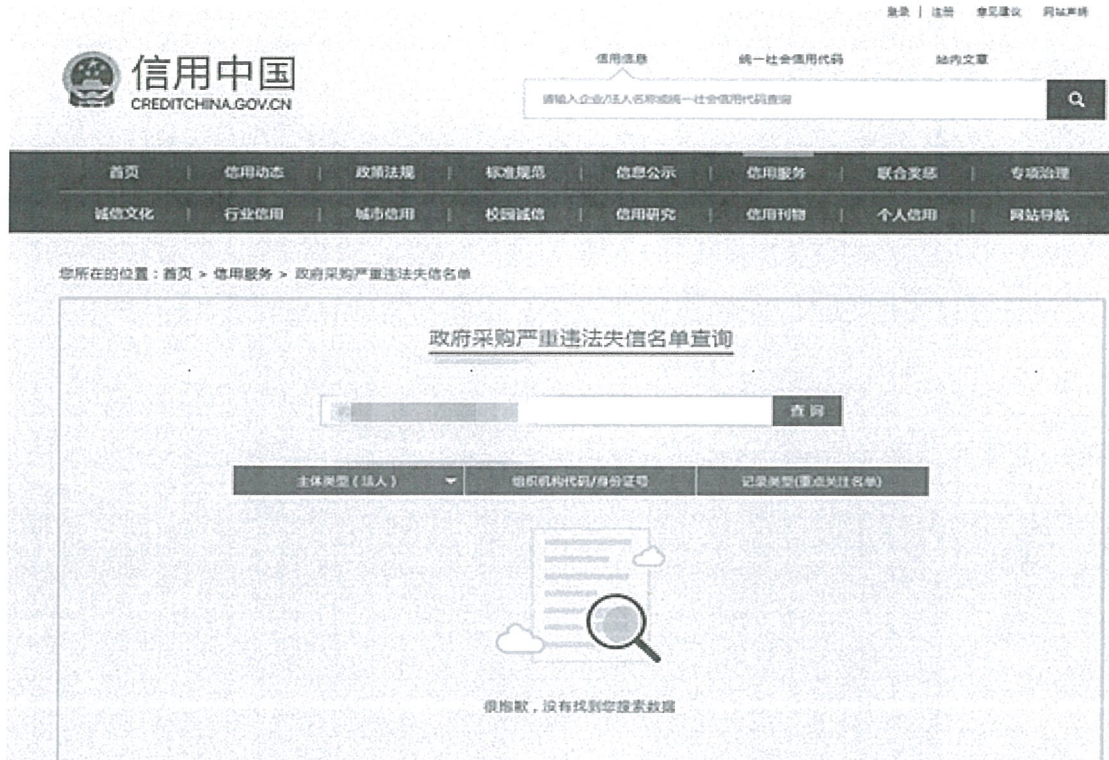 登录 | 注册 意见建议 网站声明
信用中国
CREDITCHINA.GOV.CN
信用信息 统一社会信用代码 站内文章
请输入企业/法人名称或统一社会信用代码查询
首页 | 信用动态 | 政策法规 | 标准规范 | 信息公示 | 信用服务 | 联合奖惩 | 专项治理
诚信文化 | 行业信用 | 城市信用 | 校园诚信 | 信用研究 | 信用刊物 | 个人信用 | 网站导航
您所在的位置：首页 > 信用服务 > 政府采购严重违法失信名单
政府采购严重违法失信名单查询
查询
主体类型（法人） 组织机构代码/身份证号 记录类型(重点关注名单)
很抱歉，没有找到您搜索数据